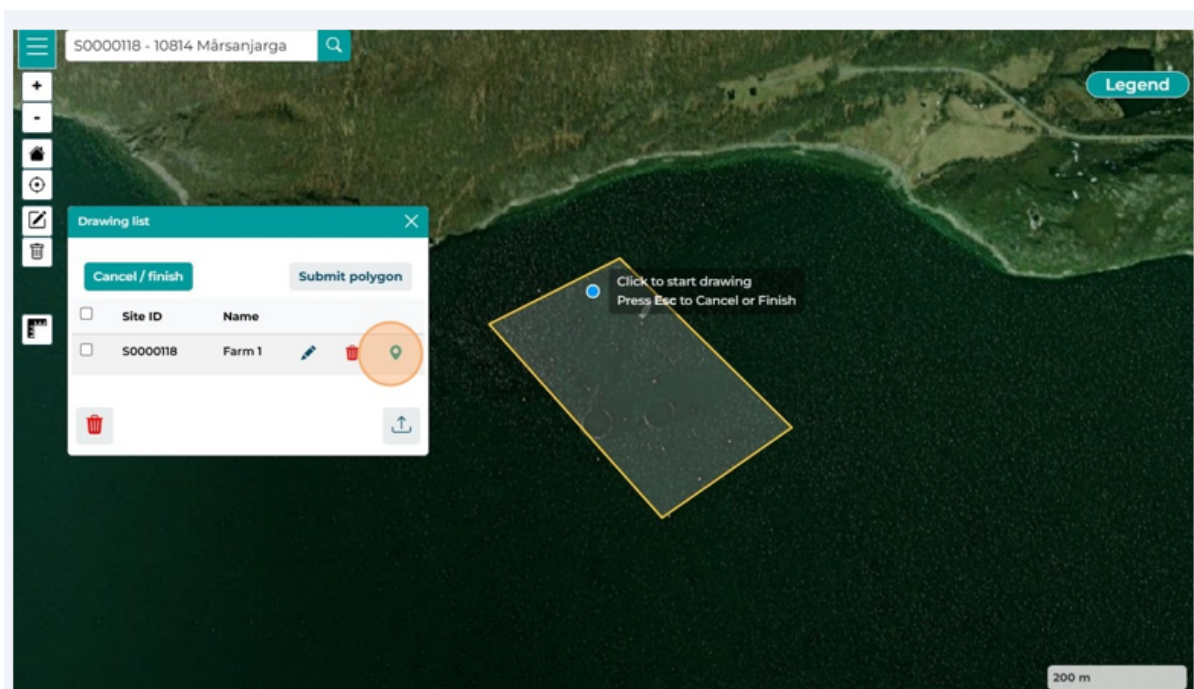 S0000118 - 10814 Mårsanjarga
+
Legend
-
Drawing list
Cancel / finish
Submit polygon
Click to start drawing
Press Esc to Cancel or Finish
Site ID Name
S0000118 Farm 1
200 m